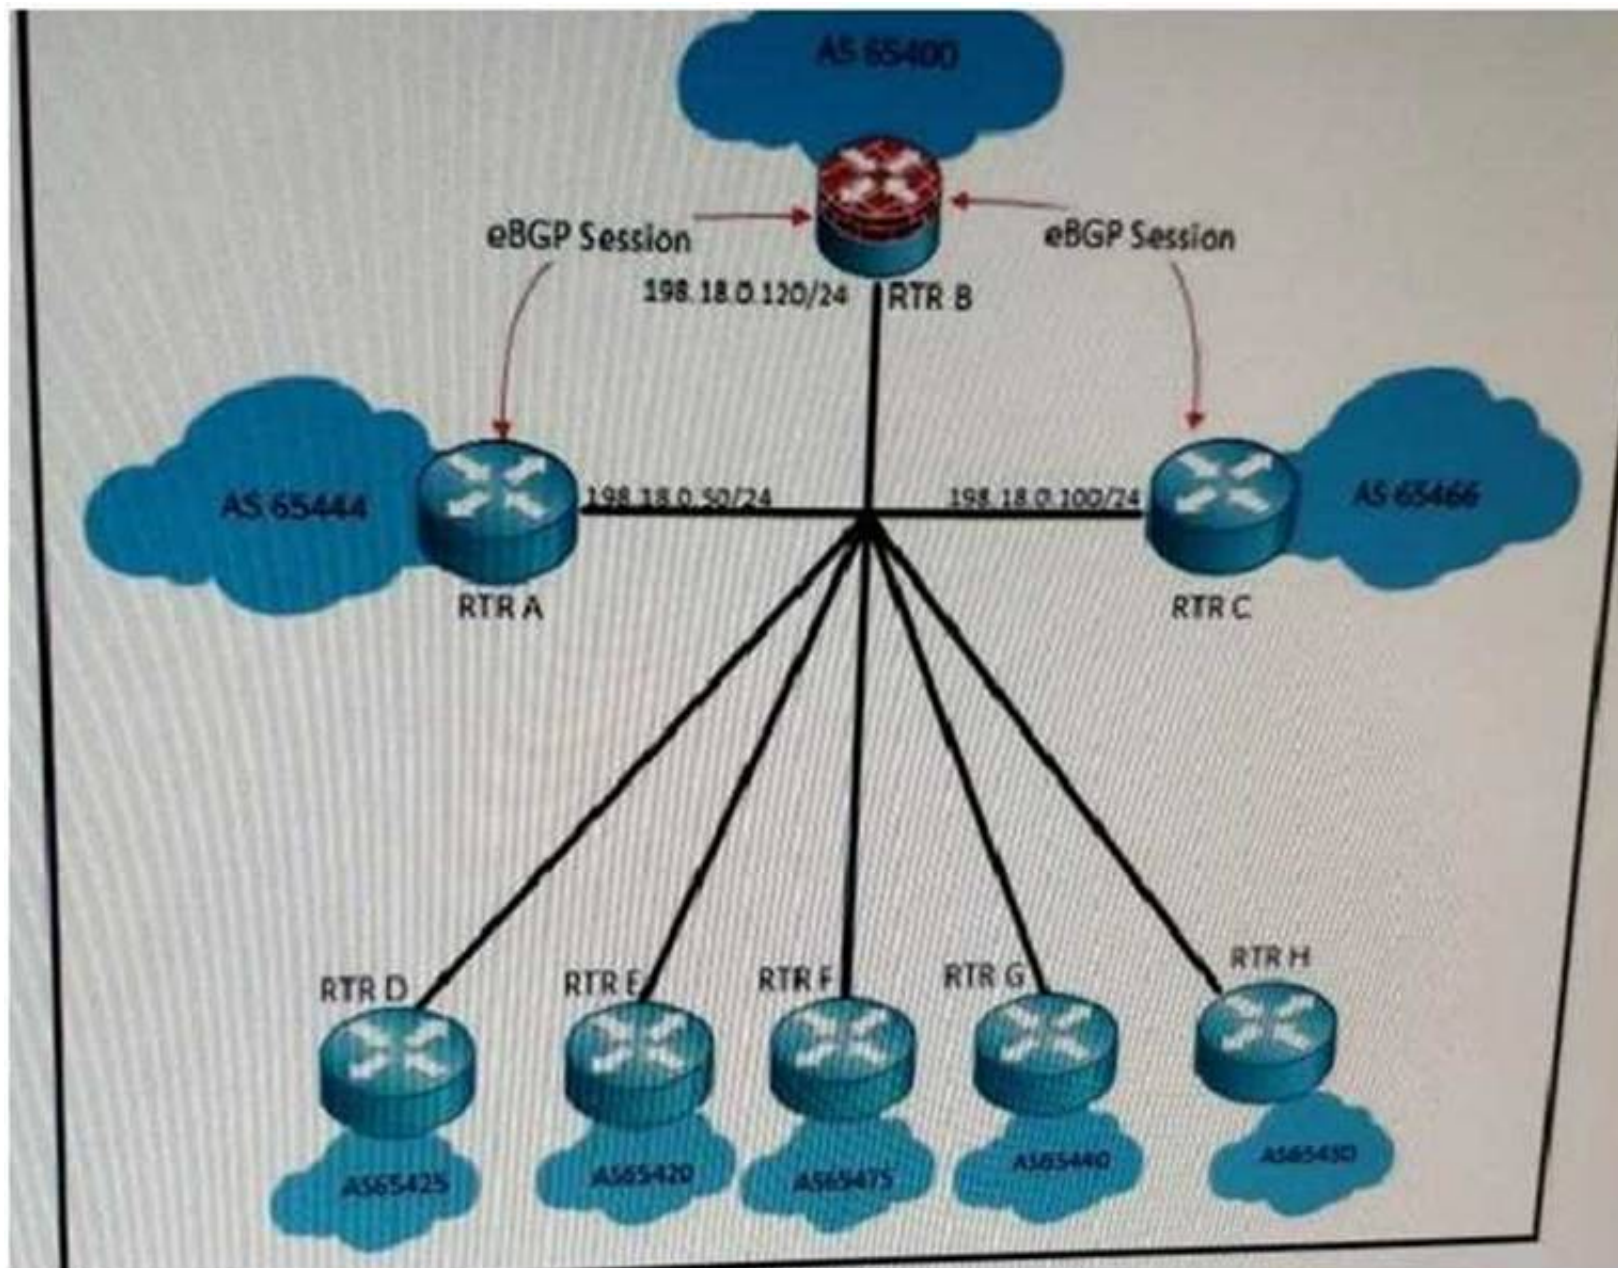 AS 65400
eBGP Session
eBGP Session
198.18.0.120/24
RTR B
AS 65444
198.18.0.50/24
198.18.0.100/24
AS 65466
RTR A
RTR C
RTR D
RTR E
RTR F
RTR G
RTR H
AS65425
AS65420
AS65475
AS65440